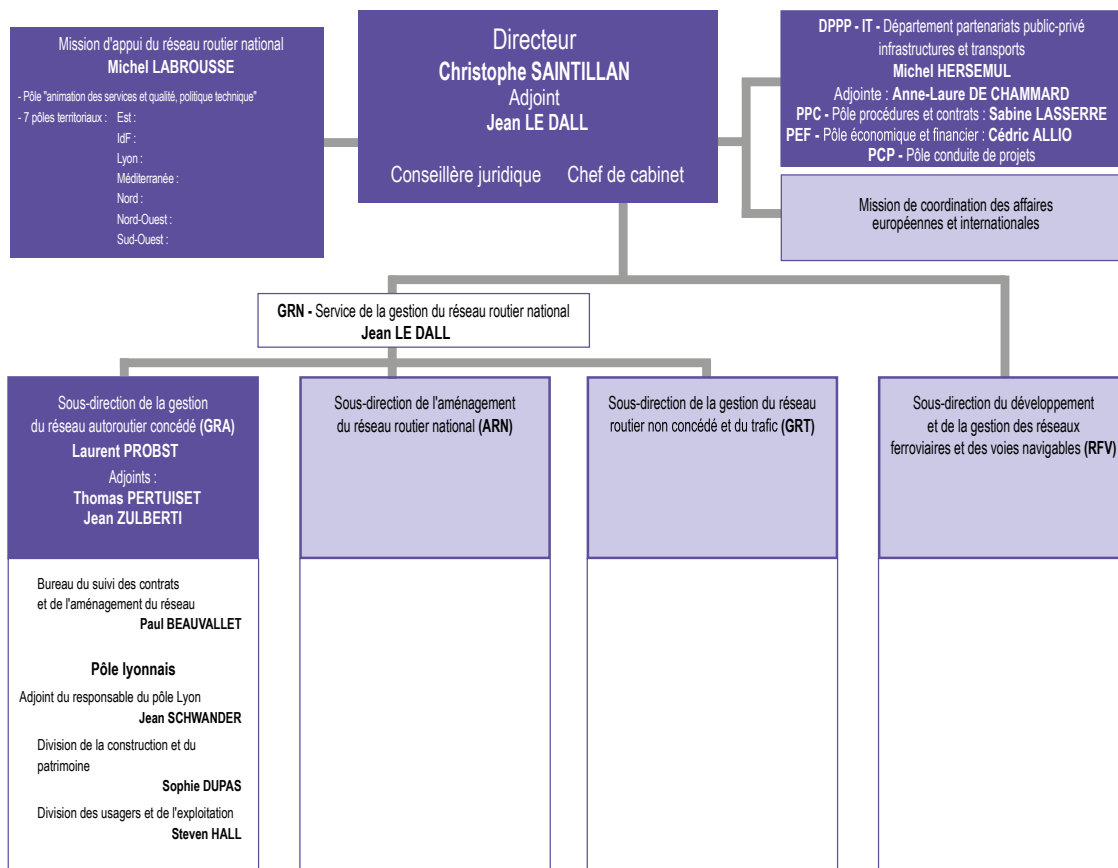 Mission d'appui du réseau routier national
Michel LABROUSSE
- Pôle "animation des services et qualité, politique technique"
- 7 pôles territoriaux : Est :
IdF :
Lyon :
Méditerranée :
Nord :
Nord-Ouest :
Sud-Ouest :
Directeur
Christophe SAINTILLAN
Adjoint
Jean LE DALL
Conseillère juridique Chef de cabinet
DPPP - IT - Département partenariats public-privé
infrastructures et transports
Michel HERSEMUL
Adjointe : Anne-Laure DE CHAMMARD
PPC - Pôle procédures et contrats : Sabine LASSERRE
PEF - Pôle économique et financier : Cédric ALLIO
PCP - Pôle conduite de projets
Mission de coordination des affaires
européennes et internationales
GRN - Service de la gestion du réseau routier national
Jean LE DALL
Sous-direction de la gestion
du réseau autoroutier concédé (GRA)
Laurent PROBST
Adjoints :
Thomas PERTUISET
Jean ZULBERTI
Bureau du suivi des contrats
et de l'aménagement du réseau
Paul BEAUVALLET
Pôle lyonnais
Adjoint du responsable du pôle Lyon
Jean SCHWANDER
Division de la construction et du
patrimoine
Sophie DUPAS
Division des usagers et de l'exploitation
Steven HALL
Sous-direction de l'aménagement
du réseau routier national (ARN)
Sous-direction de la gestion du réseau
routier non concédé et du trafic (GRT)
Sous-direction du développement
et de la gestion des réseaux
ferroviaires et des voies navigables (RFV)